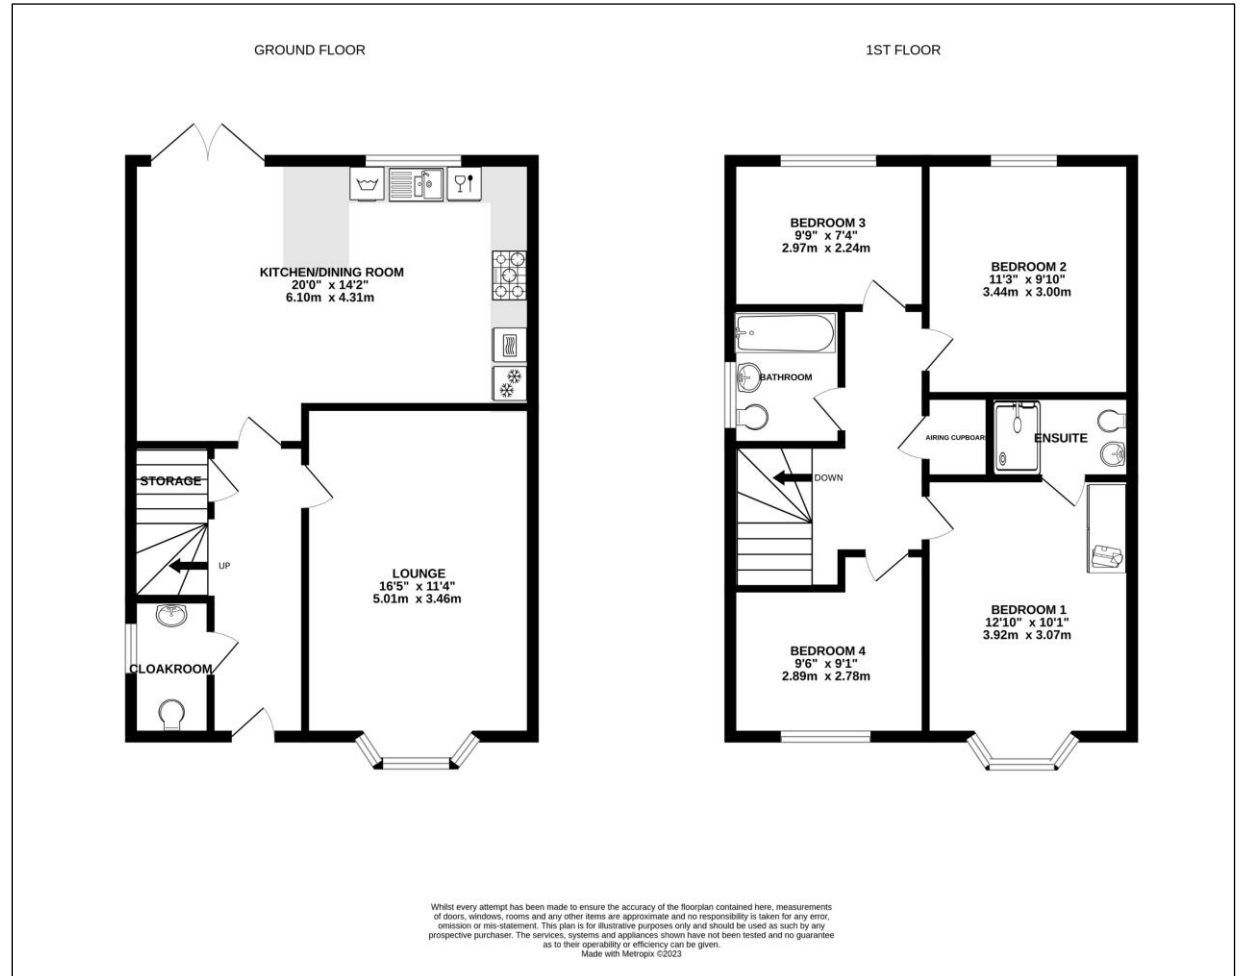 GROUND FLOOR
1ST FLOOR
KITCHEN/DINING ROOM
20'0" x 14'2"
6.10m x 4.31m
STORAGE
UP
LOUNGE
16'5" x 11'4"
5.01m x 3.46m
CLOAKROOM
BEDROOM 3
9'9" x 7'4"
2.97m x 2.24m
BEDROOM 2
11'3" x 9'10"
3.44m x 3.00m
BATHROOM
AIRING CUPBOARD
ENSUITE
DOWN
BEDROOM 1
12'10" x 10'1"
3.92m x 3.07m
BEDROOM 4
9'6" x 9'1"
2.89m x 2.78m
Whilst every attempt has been made to ensure the accuracy of the floorplan contained here, measurements
of doors, windows, rooms and any other items are approximate and no responsibility is taken for any error,
omission or mis-statement. This plan is for illustrative purposes only and should be used as such by any
prospective purchaser. The services, systems and appliances shown have not been tested and no guarantee
as to their operability or efficiency can be given.
Made with Metropix ©2023